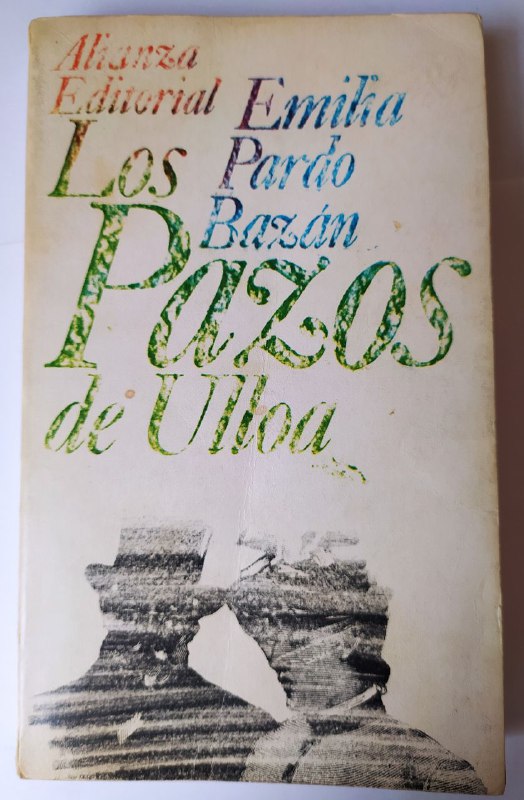 Alianza
Editorial
Emilia
Pardo
Bazán
Los
Pazos
de Ulloa